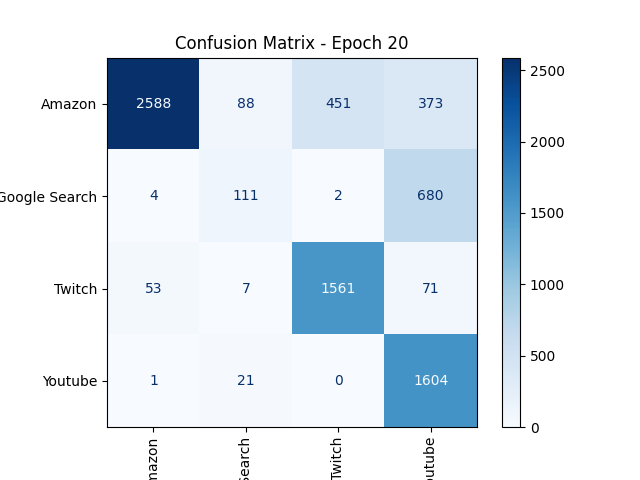 Confusion Matrix - Epoch 20
2500
Amazon 2588 88 451 373
2000
Google Search 4 111 2 680
1500
1000
Twitch 53 7 1561 71
500
Youtube 1 21 0 1604
0
mazon
earch
Twitch
outube